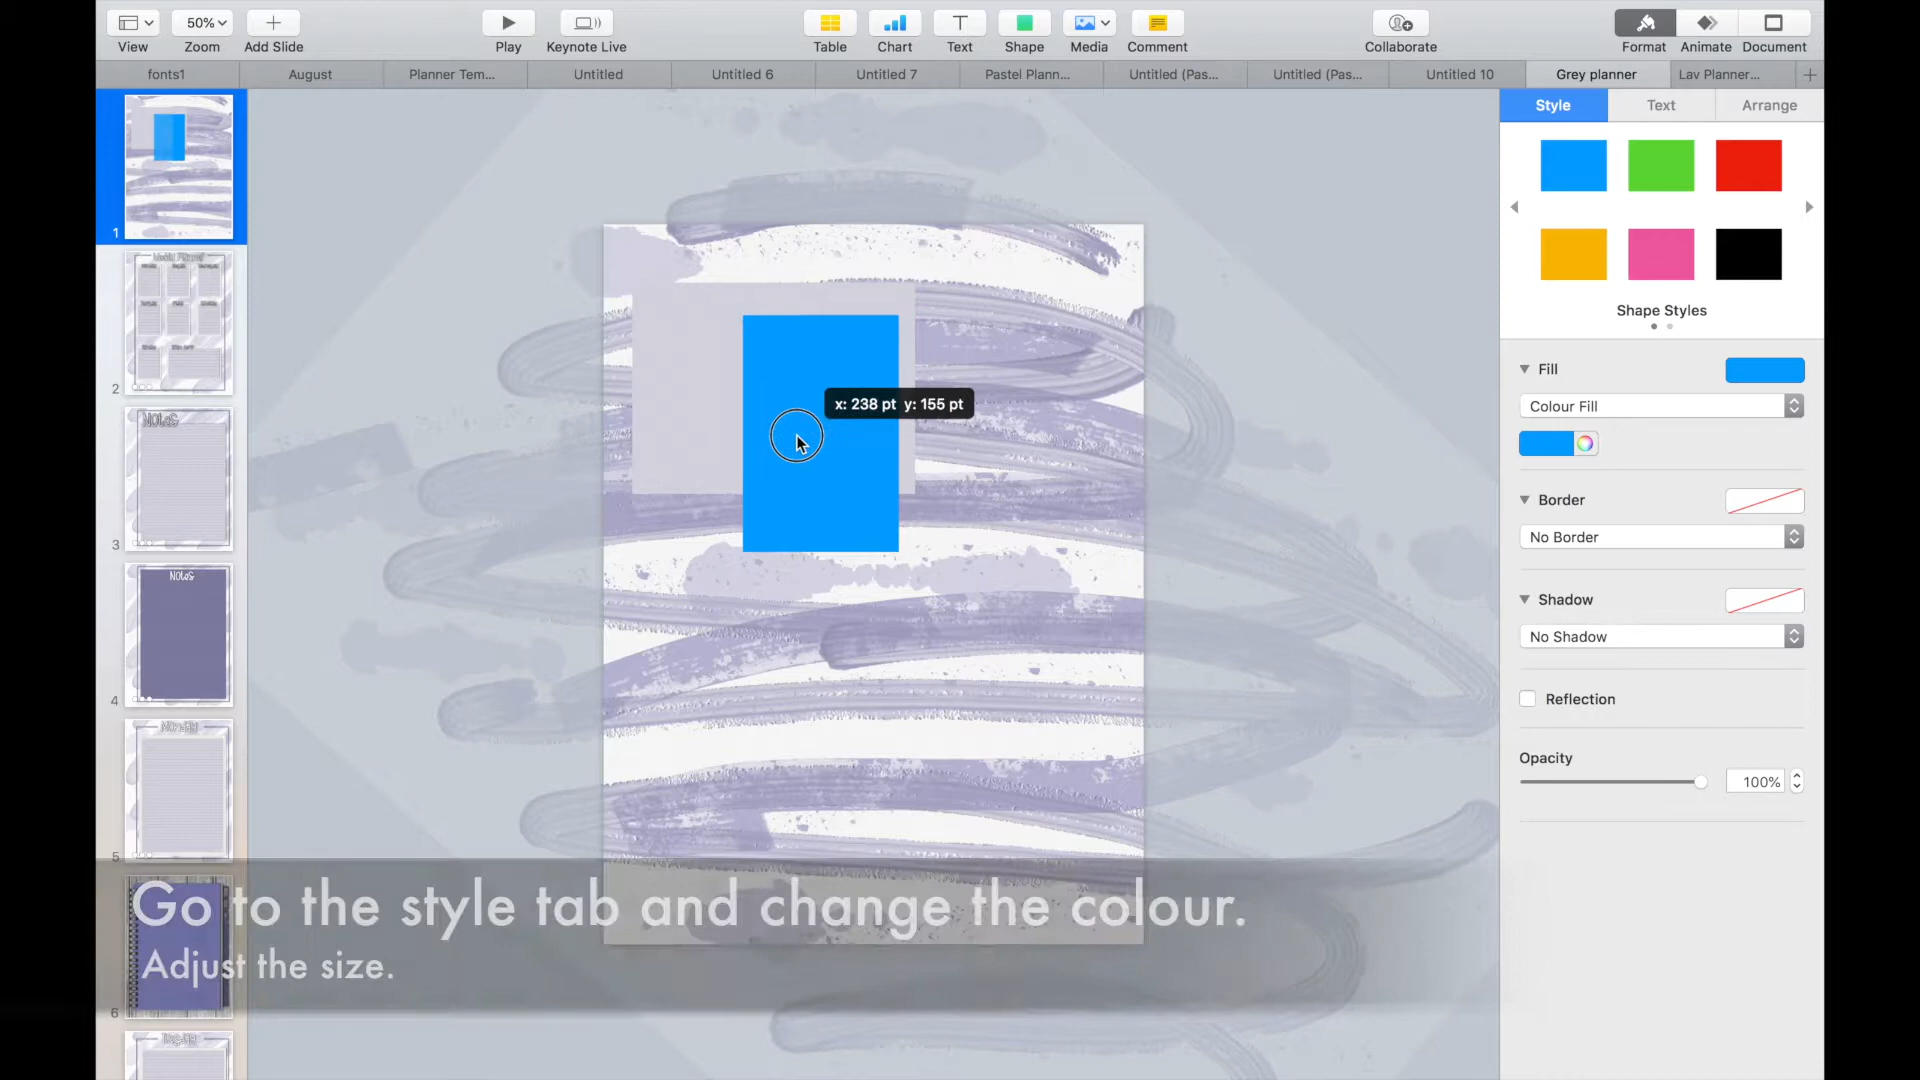 50%
View
Zoom
Add Slide
Play
Keynote Live
Table
Chart
Text
Shape
Media
Comment
Collaborate
Format
Animate
Document
fonts1
August
Planner Tem...
Untitled
Untitled 6
Untitled 7
Pastel Plann...
Untitled (Pas...
Untitled (Pas...
Untitled 10
Grey planner
Lav Planner...
Style
Text
Arrange
Shape Styles
Fill
Colour Fill
Border
No Border
Shadow
No Shadow
Reflection
Opacity
100%
x: 238 pt y: 155 pt
1
2
NOTES
3
NOTES
4
5
6
Go to the style tab and change the colour.
Adjust the size.